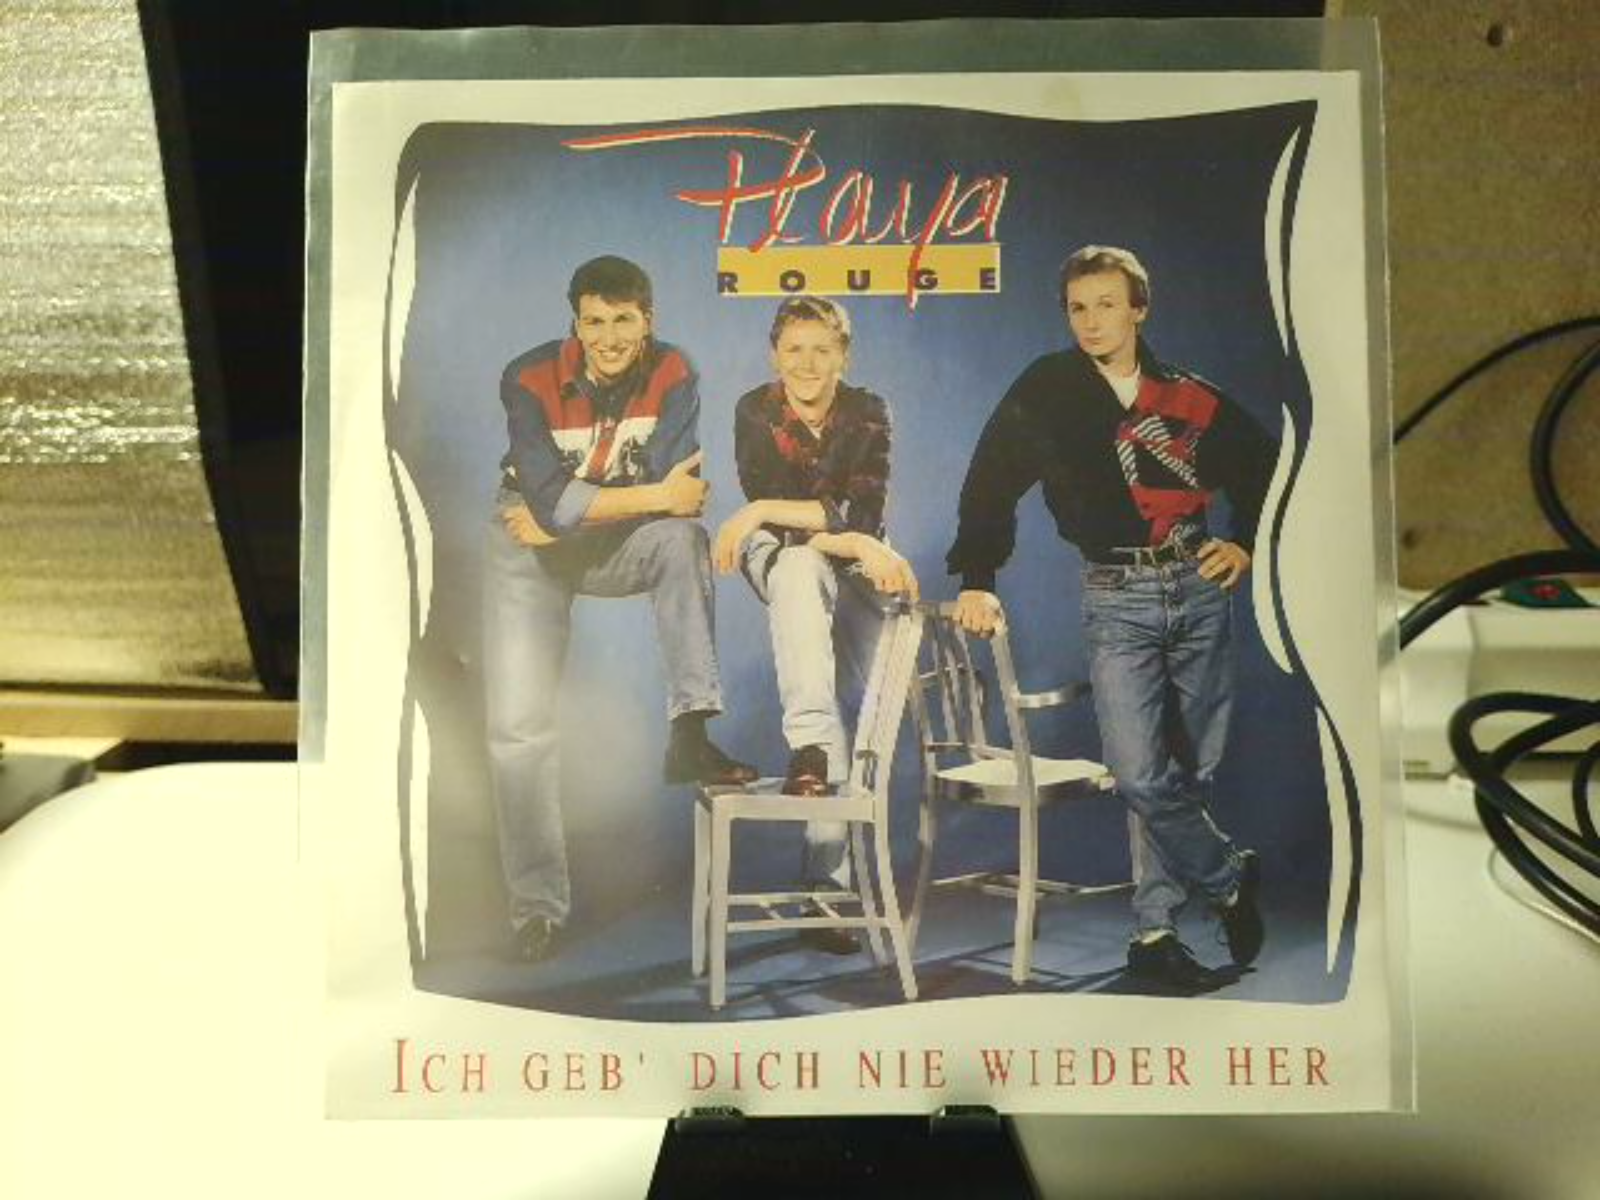 Playa
ROUGE
ICH GEB' DICH NIE WIEDER HER